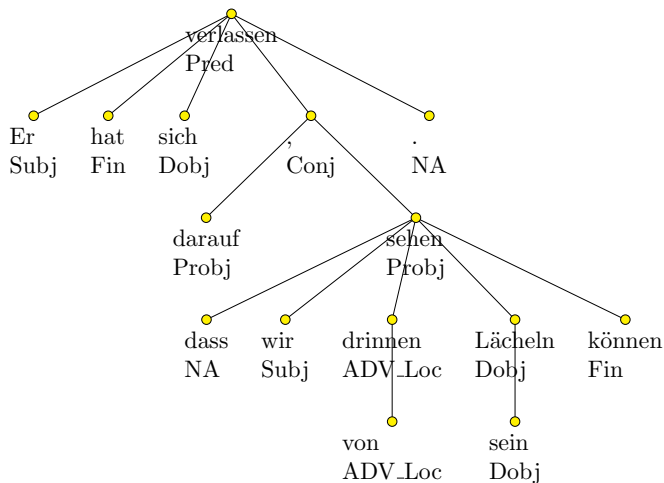 verlassen
Pred
Er hat sich , .
Subj Fin Dobj Conj NA
darauf sehen
Probj Probj
dass wir drinnen Lächeln können
NA Subj ADV_Loc Dobj Fin
von sein
ADV_Loc Dobj